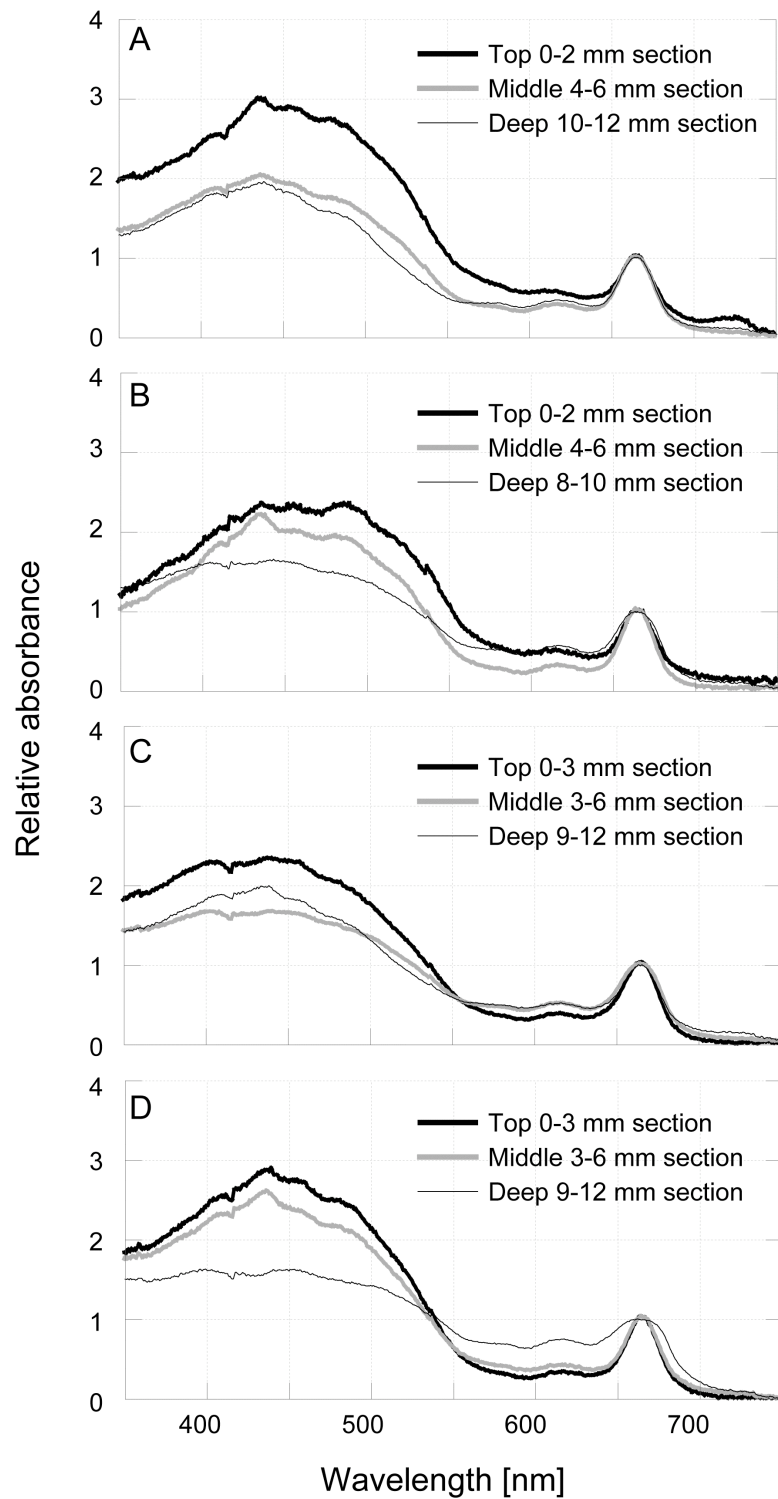 4
3
2
1
0
A
Top 0-2 mm section
Middle 4-6 mm section
Deep 10-12 mm section
4
3
2
1
0
B
Top 0-2 mm section
Middle 4-6 mm section
Deep 8-10 mm section
Relative absorbance
4
3
2
1
0
C
Top 0-3 mm section
Middle 3-6 mm section
Deep 9-12 mm section
4
3
2
1
0
D
Top 0-3 mm section
Middle 3-6 mm section
Deep 9-12 mm section
400 500 600 700
Wavelength [nm]